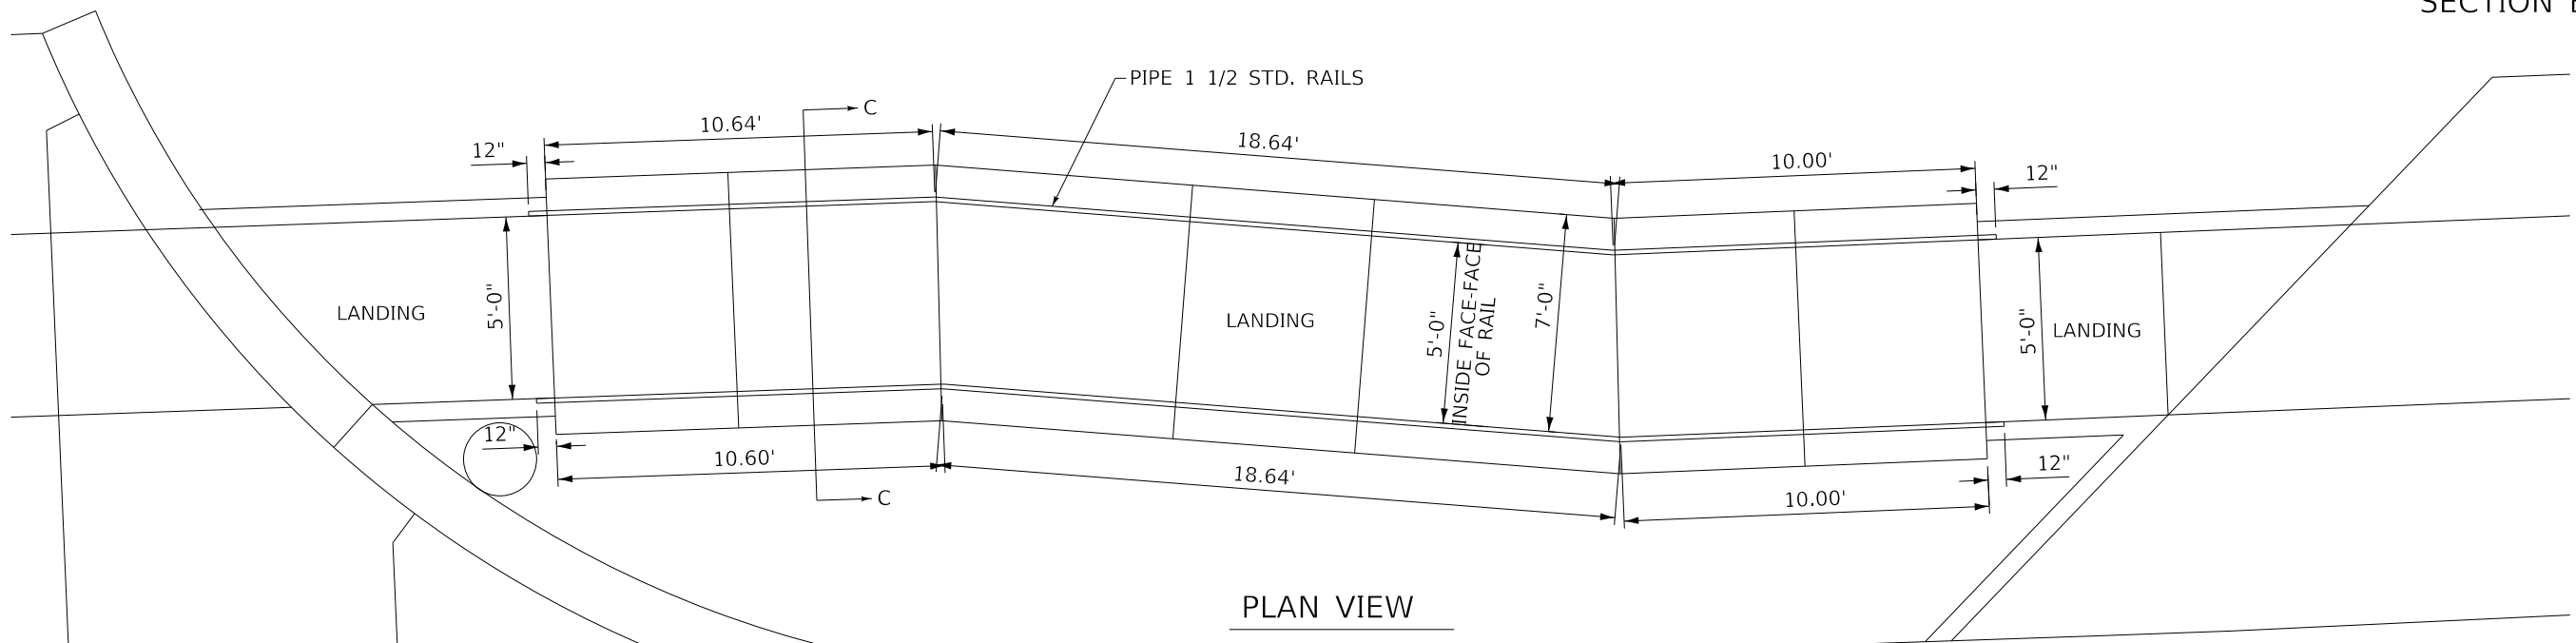 SECTION
PIPE 1 1/2 STD. RAILS
C
10.64'
18.64'
12"
10.00'
12"
LANDING
5'-0"
LANDING
5'-0"
INSIDE FACE-FACE
OF RAIL
7'-0"
5'-0"
LANDING
12"
10.60'
18.64'
12"
10.00'
C
PLAN VIEW